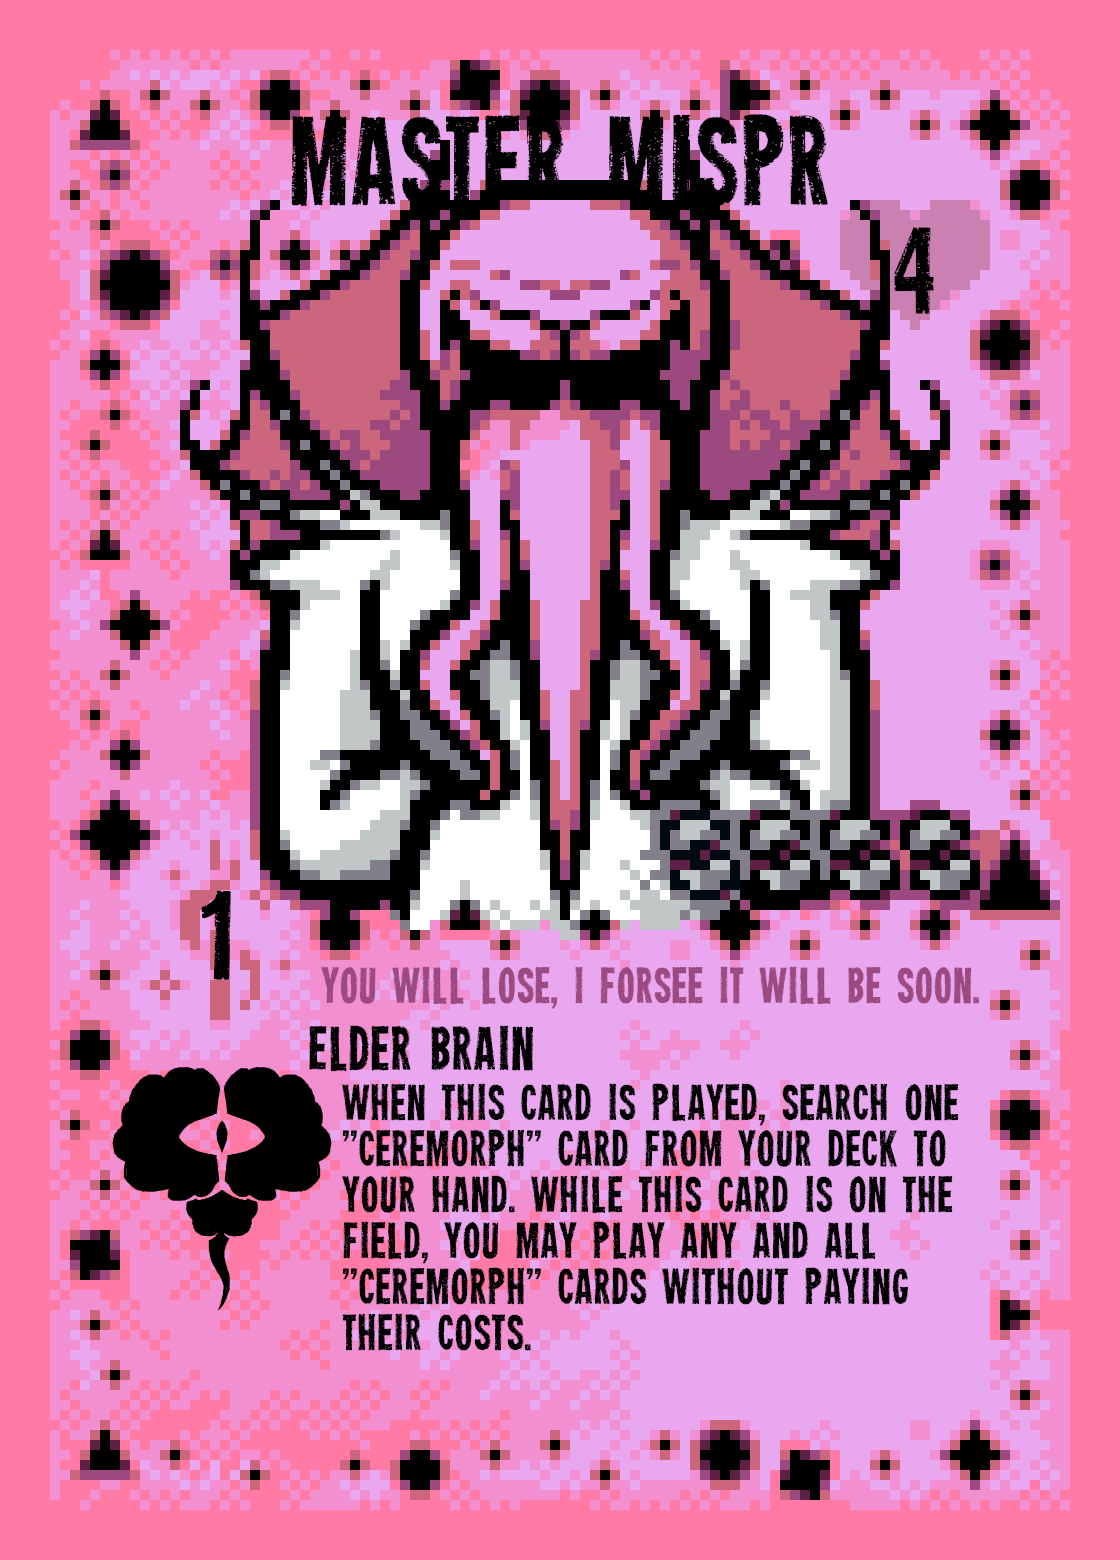 MASTER MISPR
4
1
YOU WILL LOSE, I FORSEE IT WILL BE SOON.
ELDER BRAIN
WHEN THIS CARD IS PLAYED, SEARCH ONE
"CEREMORPH" CARD FROM YOUR DECK TO
YOUR HAND. WHILE THIS CARD IS ON THE
FIELD, YOU MAY PLAY ANY AND ALL
"CEREMORPH" CARDS WITHOUT PAYING
THEIR COSTS.